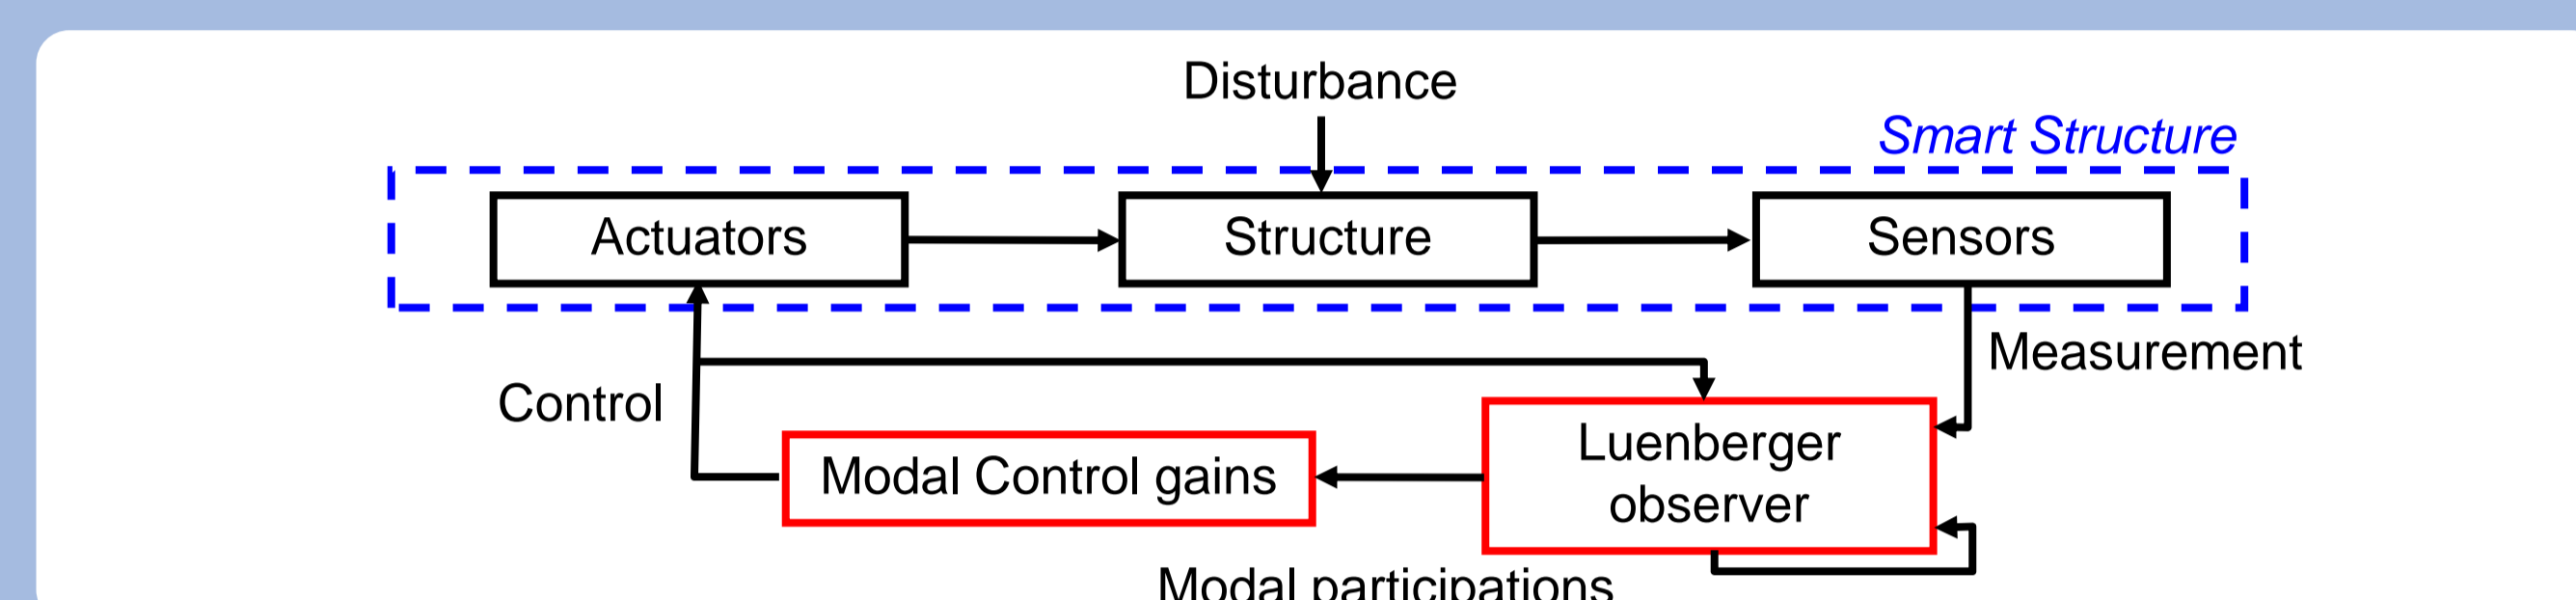 Disturbance
Smart Structure
Actuators
Structure
Sensors
Measurement
Control
Luenberger
observer
Modal Control gains
Modal participations